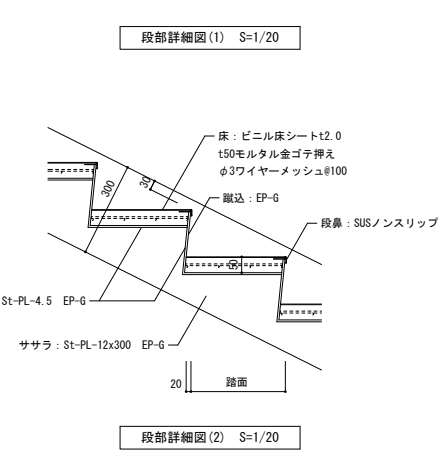 段部詳細図(1) S=1/20
床：ビニル床シートt2.0
t50モルタル金ゴテ押え
φ3ワイヤーメッシュ@100
30
300
蹴込：EP-G
段鼻：SUSノンスリップ
50
St-PL-4.5 EP-G
ササラ：St-PL-12x300 EP-G
20
踏面
段部詳細図(2) S=1/20